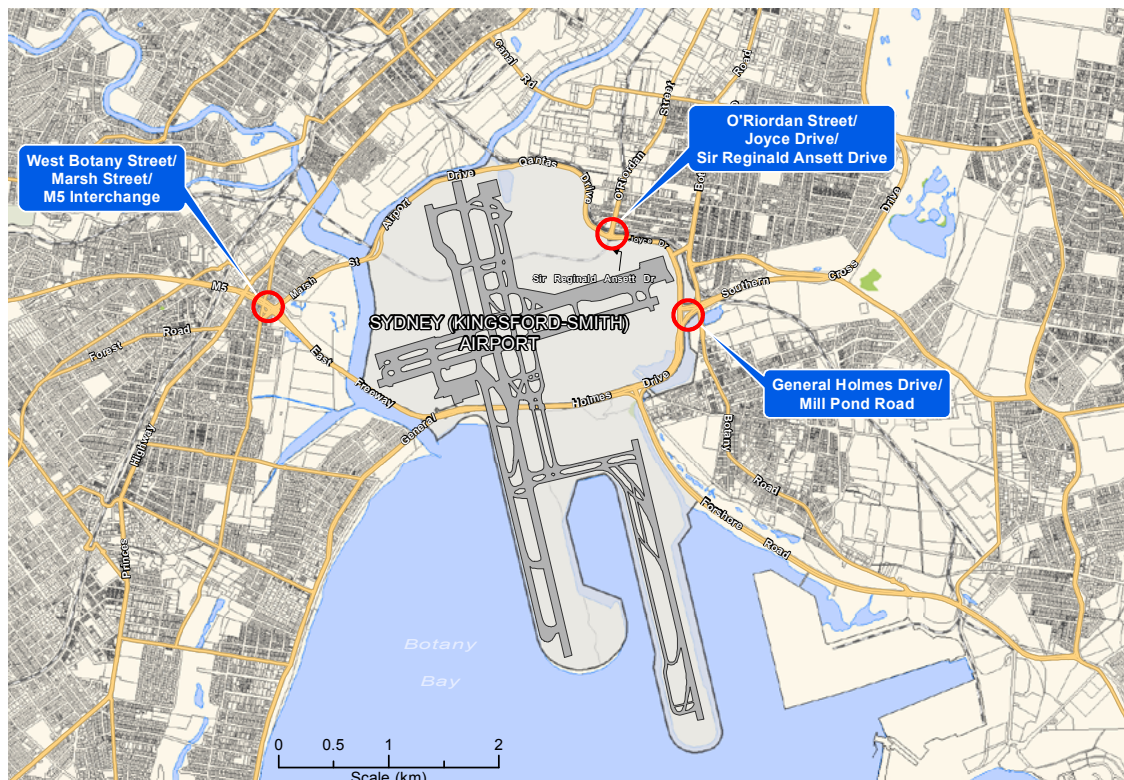 Canal Rd
Street
Road
O'Riordan Street/
Joyce Drive/
Sir Reginald Ansett Drive
West Botany Street/
Marsh Street/
M5 Interchange
Qantas
Drive
Drive
Airport
O'Riordan
Bot
Drive
Joyce Dr
Marsh St
Sir Reginald Ansett Dr
Southern Cross
M5
SYDNEY (KINGSFORD-SMITH)
AIRPORT
Forest Road
East
Freeway
General Holmes Drive/
Mill Pond Road
General Holmes Drive
Botany
Road
Highway
Princes
Forshore
Road
Botany
Bay
0 0.5 1 2
Scale (km)